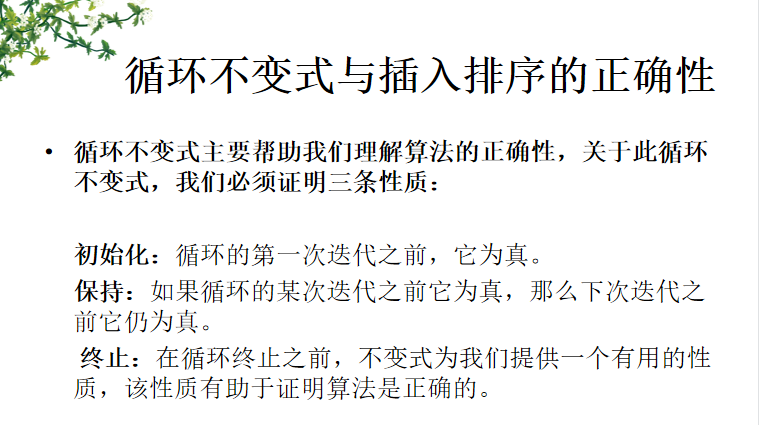 循环不变式与插入排序的正确性
• 循环不变式主要帮助我们理解算法的正确性，关于此循环
不变式，我们必须证明三条性质：
初始化：循环的第一次迭代之前，它为真。
保持：如果循环的某次迭代之前它为真，那么下次迭代之
前它仍为真。
终止：在循环终止之前，不变式为我们提供一个有用的性
质，该性质有助于证明算法是正确的。